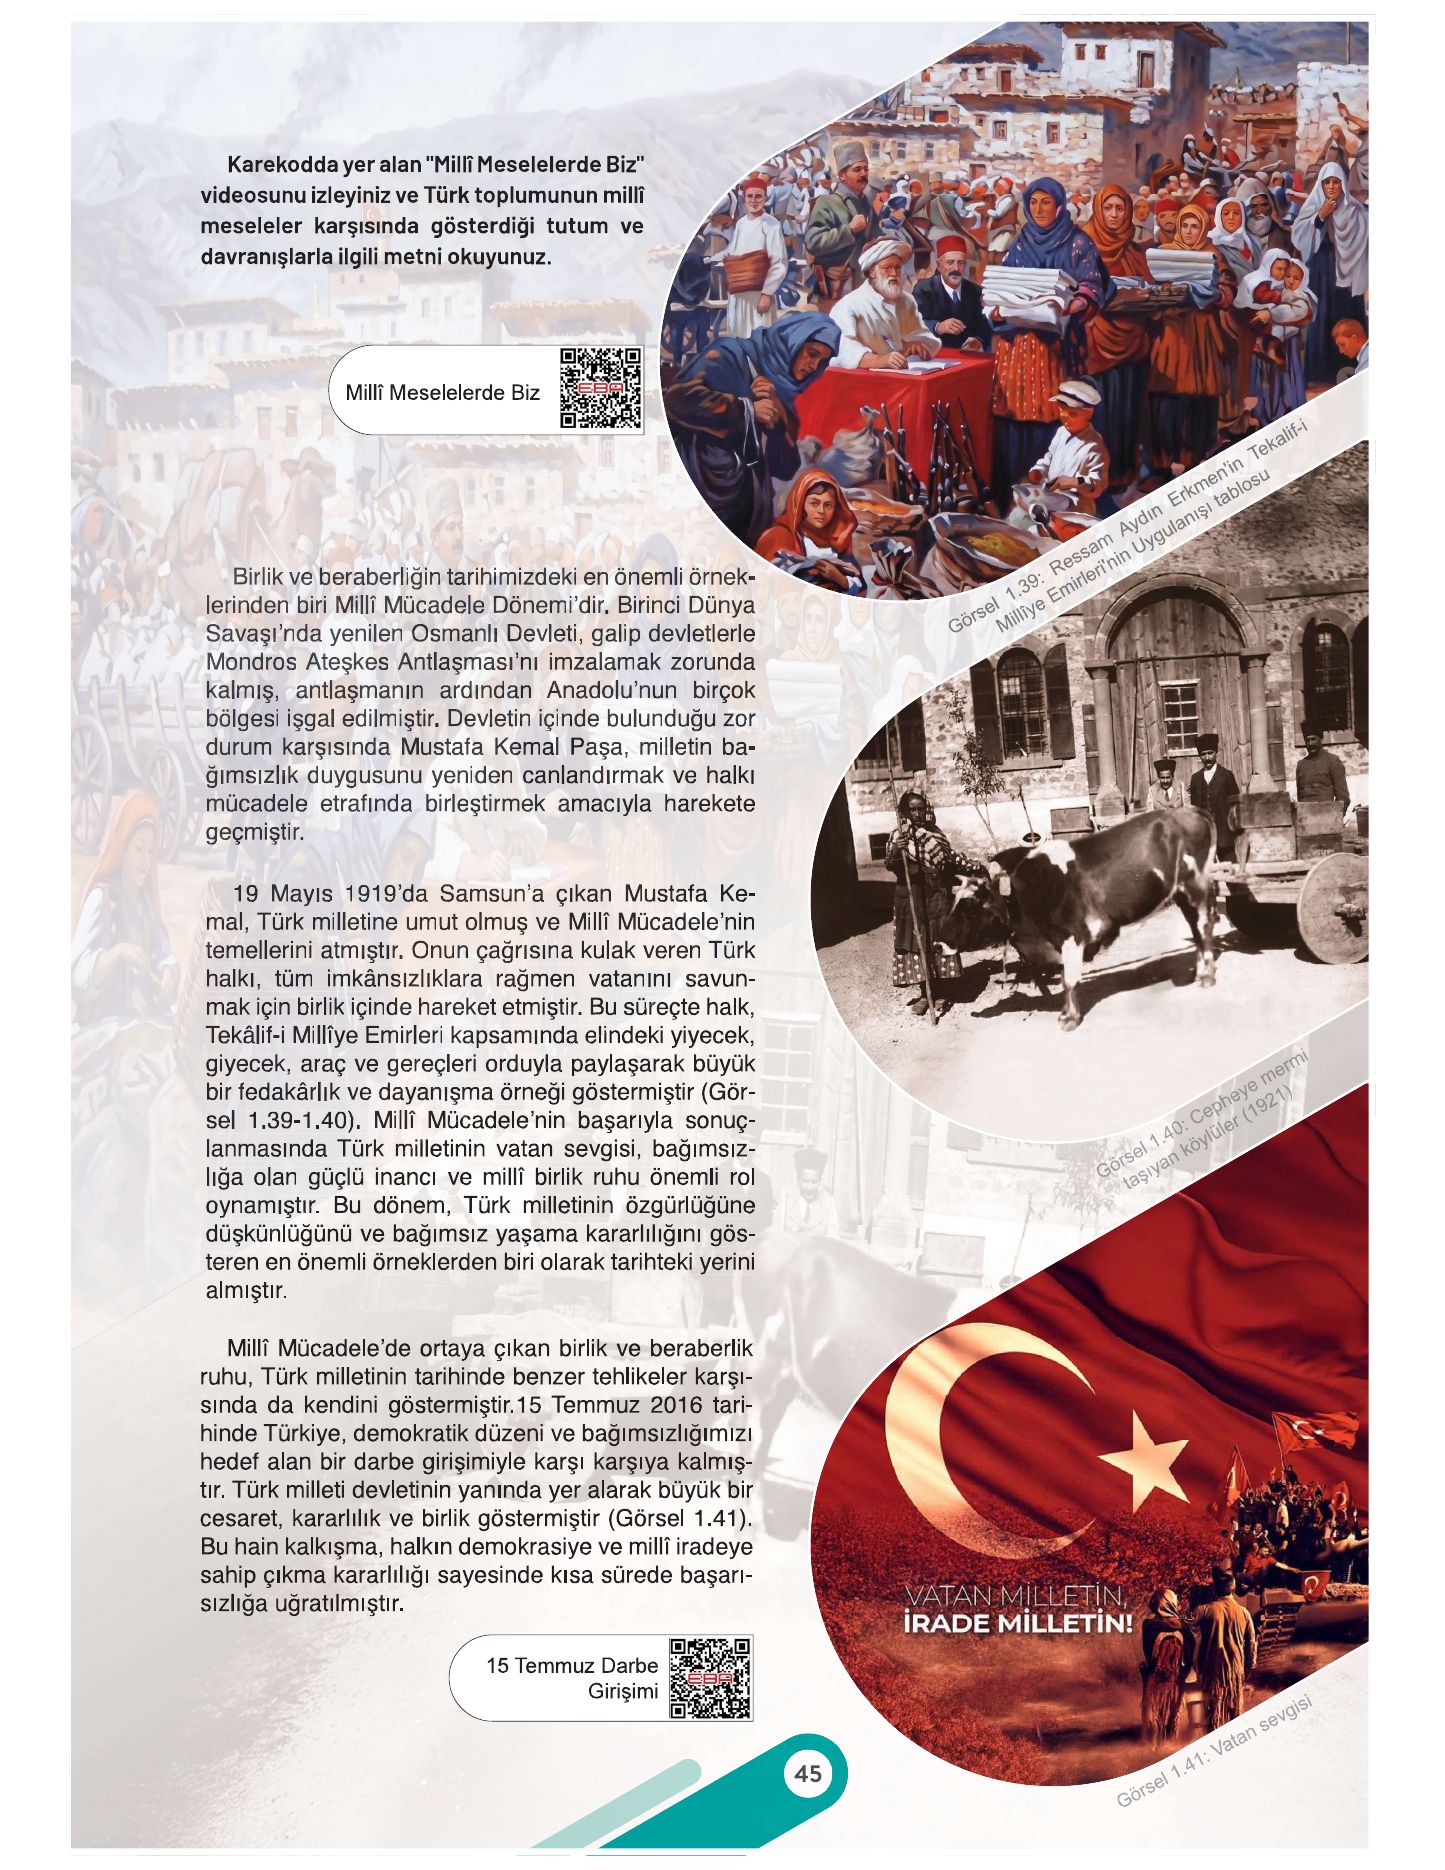 Karekodda yer alan "Millî Meselelerde Biz"
videosunu izleyiniz ve Türk toplumunun millî
meseleler karşısında gösterdiği tutum ve
davranışlarla ilgili metni okuyunuz.
Millî Meselelerde Biz
EBA
Görsel 1.39: Ressam Aydın Erkmen'in Tekalif-i
Millîye Emirleri'nin Uygulanışı tablosu
Birlik ve beraberliğin tarihimizdeki en önemli örnek-
lerinden biri Millî Mücadele Dönemi’dir. Birinci Dünya
Savaşı’nda yenilen Osmanlı Devleti, galip devletlerle
Mondros Ateşkes Antlaşması’nı imzalamak zorunda
kalmış, antlaşmanın ardından Anadolu’nun birçok
bölgesi işgal edilmiştir. Devletin içinde bulunduğu zor
durum karşısında Mustafa Kemal Paşa, milletin ba-
ğımsızlık duygusunu yeniden canlandırmak ve halkı
mücadele etrafında birleştirmek amacıyla harekete
geçmiştir.
19 Mayıs 1919’da Samsun’a çıkan Mustafa Ke-
mal, Türk milletine umut olmuş ve Millî Mücadele’nin
temellerini atmıştır. Onun çağrısına kulak veren Türk
halkı, tüm imkânsızlıklara rağmen vatanını savun-
mak için birlik içinde hareket etmiştir. Bu süreçte halk,
Tekâlif-i Millîye Emirleri kapsamında elindeki yiyecek,
giyecek, araç ve gereçleri orduyla paylaşarak büyük
bir fedakârlık ve dayanışma örneği göstermiştir (Gör-
sel 1.39-1.40). Millî Mücadele’nin başarıyla sonuç-
lanmasında Türk milletinin vatan sevgisi, bağımsız-
lığa olan güçlü inancı ve millî birlik ruhu önemli rol
oynamıştır. Bu dönem, Türk milletinin özgürlüğüne
düşkünlüğünü ve bağımsız yaşama kararlılığını gös-
teren en önemli örneklerden biri olarak tarihteki yerini
almıştır.
Görsel 1.40: Cepheye mermi
taşıyan köylüler (1921)
Millî Mücadele’de ortaya çıkan birlik ve beraberlik
ruhu, Türk milletinin tarihinde benzer tehlikeler karşı-
sında da kendini göstermiştir.15 Temmuz 2016 tari-
hinde Türkiye, demokratik düzeni ve bağımsızlığımızı
hedef alan bir darbe girişimiyle karşı karşıya kalmış-
tır. Türk milleti devletinin yanında yer alarak büyük bir
cesaret, kararlılık ve birlik göstermiştir (Görsel 1.41).
Bu hain kalkışma, halkın demokrasiye ve millî iradeye
sahip çıkma kararlılığı sayesinde kısa sürede başarı-
sızlığa uğratılmıştır.
VATAN MİLLETİN,
İRADE MİLLETİN!
15 Temmuz Darbe
Girişimi
EBA
Görsel 1.41: Vatan sevgisi
45